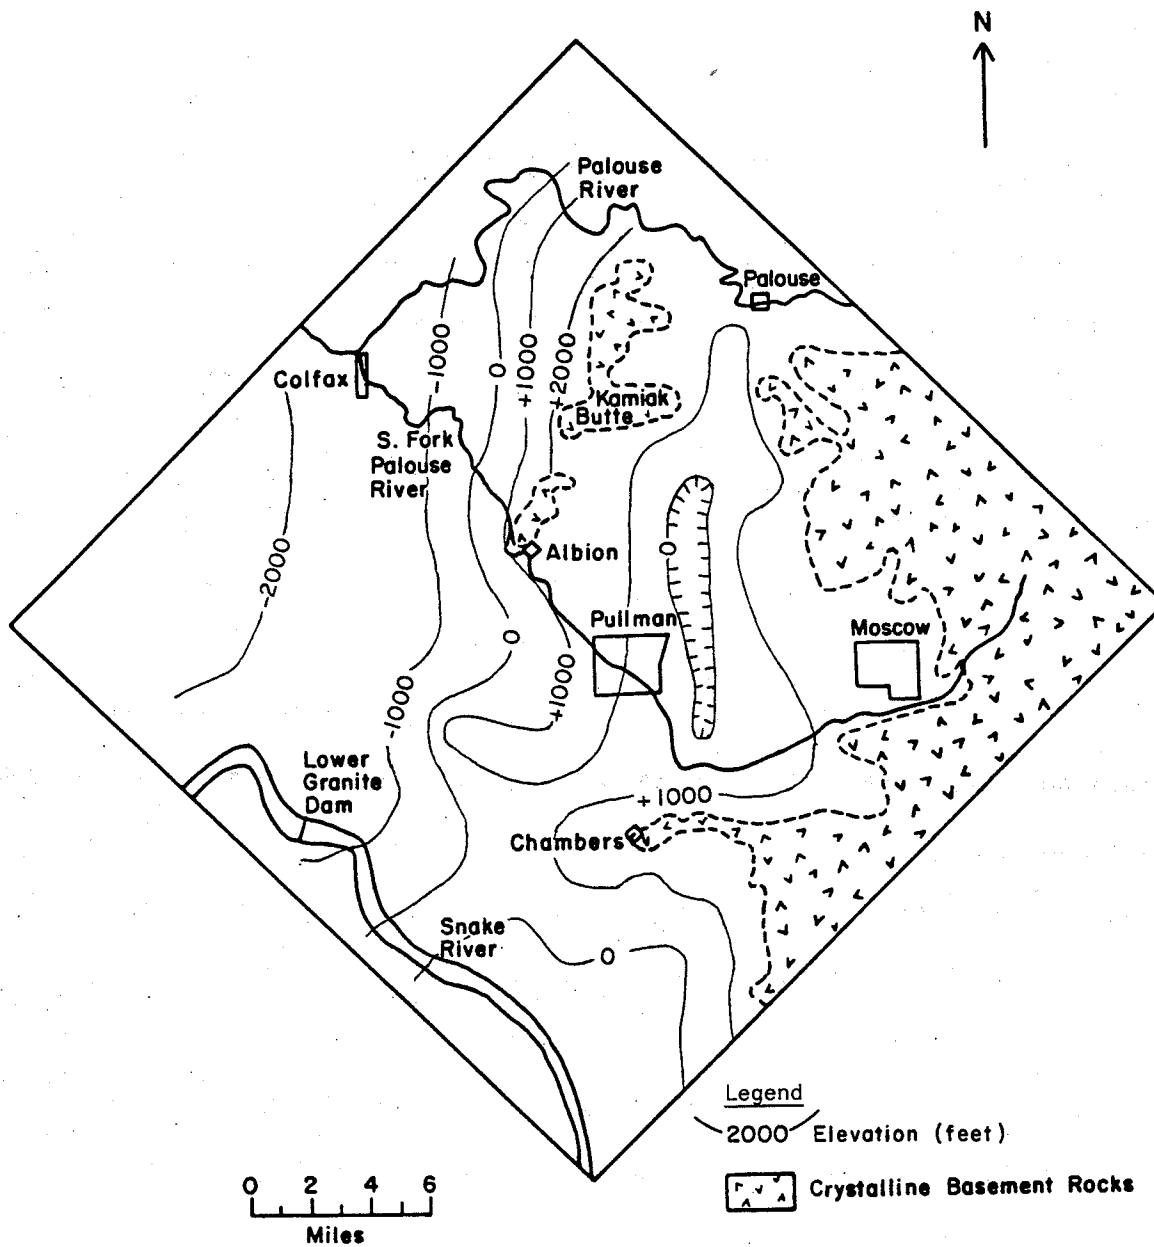 N
Palouse
River
Palouse
-1000
0
+1000
+2000
Colfax
Kamiak
Butte
S. Fork
Palouse
River
-2000
0
Albion
Pullman
Moscow
0
+1000
-1000
Lower
Granite
Dam
+1000
Chambers
Snake
River
0
Legend
2000 Elevation (feet)
Crystalline Basement Rocks
0 2 4 6
Miles